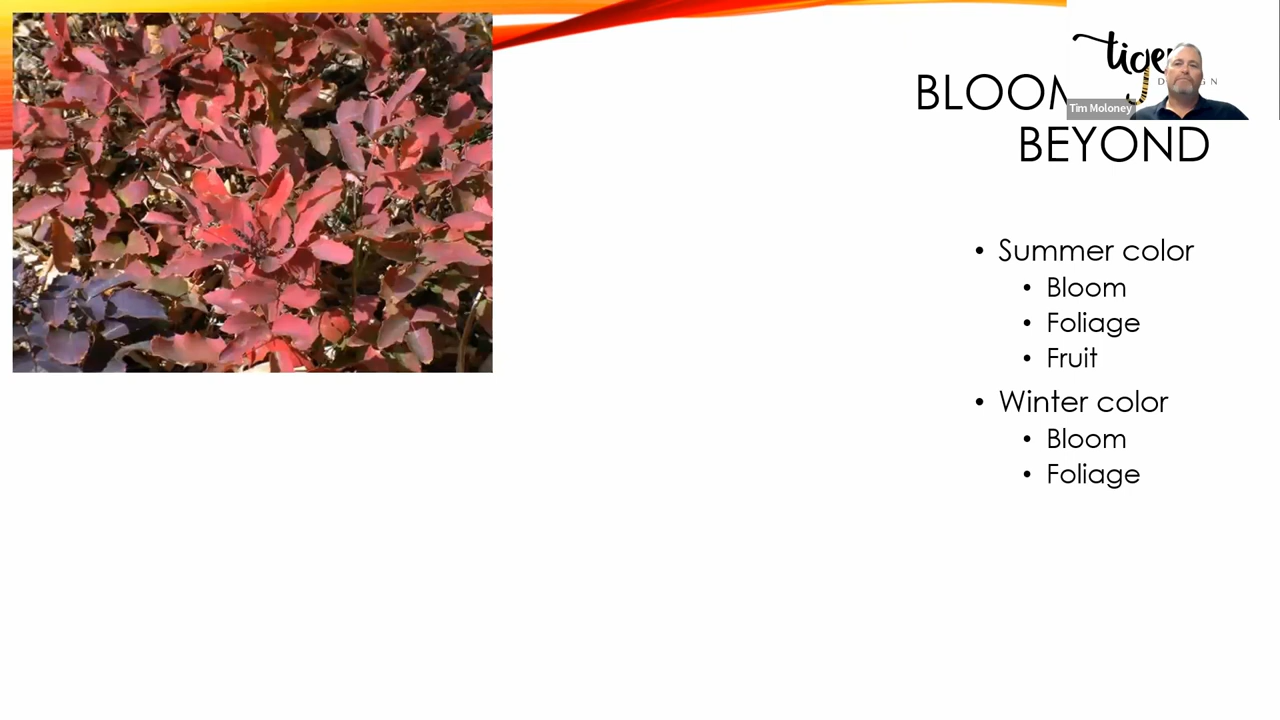 tige
D
G N
Tim Moloney
BLOOM
BEYOND
• Summer color
• Bloom
• Foliage
• Fruit
• Winter color
• Bloom
• Foliage